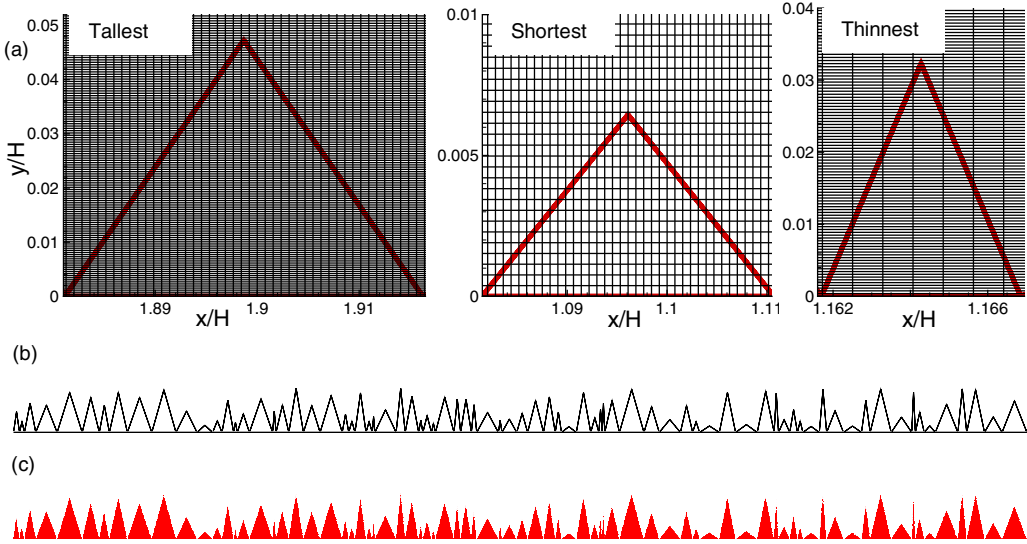 (a)
Tallest
y/H
0.05
0.04
0.03
0.02
0.01
0
1.89 1.9 1.91
x/H
Shortest
0.01
0.005
0
1.09 1.1 1.11
x/H
Thinnest
0.04
0.03
0.02
0.01
0
1.162 1.166
x/H
(b)
(c)